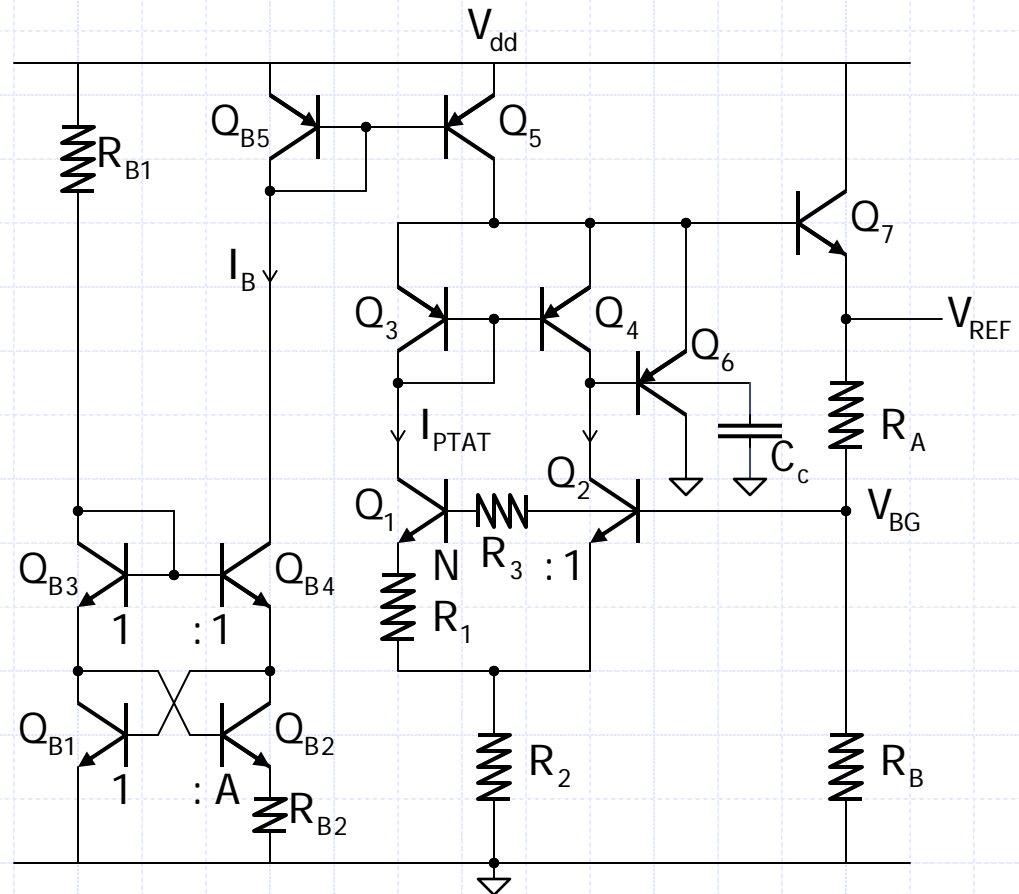 Vdd
QB5
Q5
RB1
Q7
IB
Q3
Q4
VREF
Q6
IPTAT
RA
Cc
Q2
Q1
VBG
N
R3
: 1
QB3
QB4
R1
1
: 1
QB1
QB2
R2
RB
1
: A
RB2